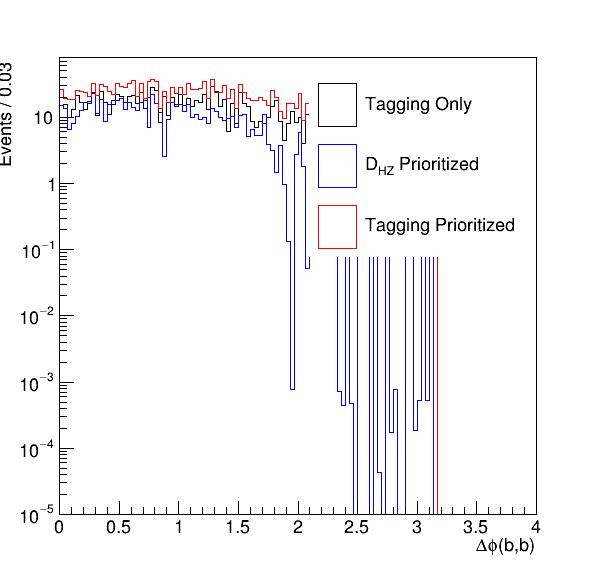 Events / 0.03
10
1
10⁻¹
10⁻²
10⁻³
10⁻⁴
10⁻⁵
Tagging Only
D_HZ Prioritized
Tagging Prioritized
0 0.5 1 1.5 2 2.5 3 3.5 4
Δϕ(b,b)